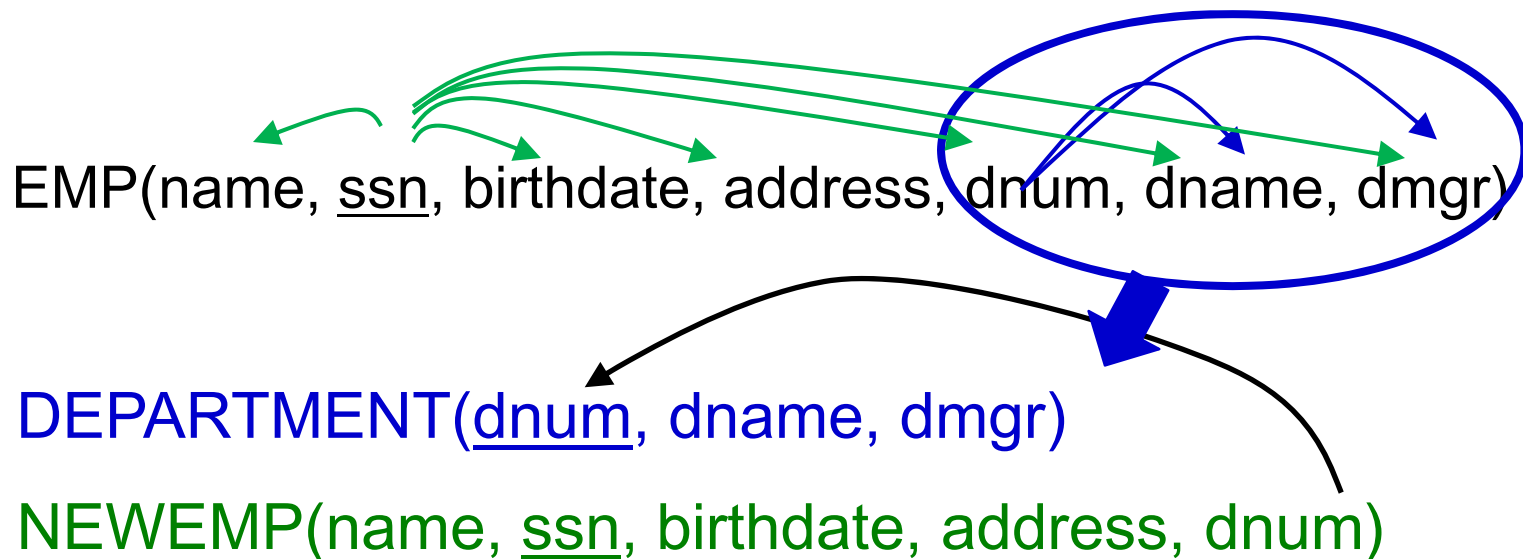 EMP(name, ssn, birthdate, address, dnum, dname, dmgr)
DEPARTMENT(dnum, dname, dmgr)
NEWEMP(name, ssn, birthdate, address, dnum)